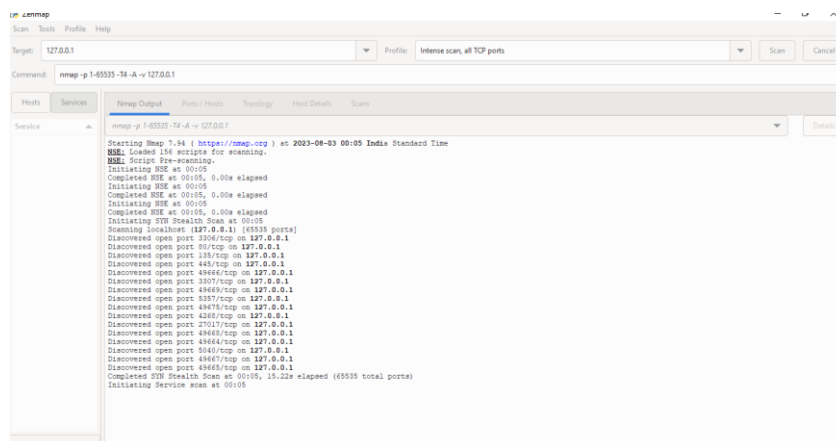 Zenmap
Scan Tools Profile Help
Target: 127.0.0.1 Profile: Intense scan, all TCP ports Scan Cancel
Command: nmap -p 1-65535 -T4 -A -v 127.0.0.1
Hosts Services Nmap Output Ports / Hosts Topology Host Details Scans
Service nmap -p 1-65535 -T4 -A -v 127.0.0.1 Details
Starting Nmap 7.94 ( https://nmap.org ) at 2023-08-03 00:05 India Standard Time
NSE: Loaded 156 scripts for scanning.
NSE: Script Pre-scanning.
Initiating NSE at 00:05
Completed NSE at 00:05, 0.00s elapsed
Initiating NSE at 00:05
Completed NSE at 00:05, 0.00s elapsed
Initiating NSE at 00:05
Completed NSE at 00:05, 0.00s elapsed
Initiating SYN Stealth Scan at 00:05
Scanning localhost (127.0.0.1) [65535 ports]
Discovered open port 3306/tcp on 127.0.0.1
Discovered open port 80/tcp on 127.0.0.1
Discovered open port 135/tcp on 127.0.0.1
Discovered open port 445/tcp on 127.0.0.1
Discovered open port 49666/tcp on 127.0.0.1
Discovered open port 3307/tcp on 127.0.0.1
Discovered open port 49669/tcp on 127.0.0.1
Discovered open port 5357/tcp on 127.0.0.1
Discovered open port 49675/tcp on 127.0.0.1
Discovered open port 4268/tcp on 127.0.0.1
Discovered open port 27017/tcp on 127.0.0.1
Discovered open port 49668/tcp on 127.0.0.1
Discovered open port 49664/tcp on 127.0.0.1
Discovered open port 5040/tcp on 127.0.0.1
Discovered open port 49667/tcp on 127.0.0.1
Discovered open port 49665/tcp on 127.0.0.1
Completed SYN Stealth Scan at 00:05, 15.22s elapsed (65535 total ports)
Initiating Service scan at 00:05